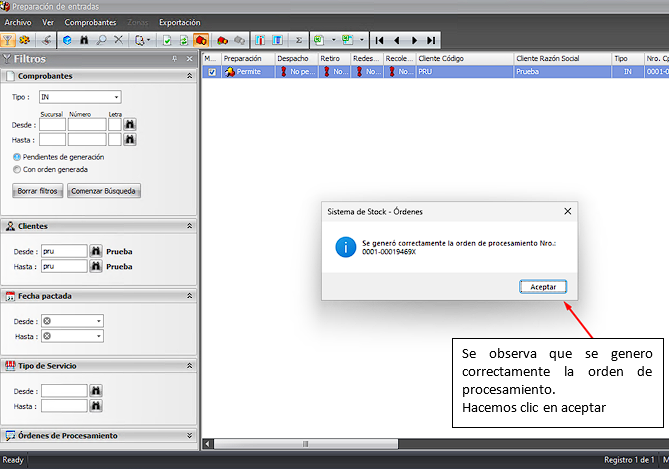 Preparación de entradas
Archivo Ver Comprobantes Zonas Exportación
Filtros
Comprobantes
Tipo : IN
Sucursal Número Letra
Desde :
Hasta :
Pendientes de generación
Con orden generada
Borrar filtros Comenzar Búsqueda
Clientes
Desde : pru Prueba
Hasta : pru Prueba
Fecha pactada
Desde :
Hasta :
Tipo de Servicio
Desde :
Hasta :
Órdenes de Procesamiento
M... Preparación Despacho Retiro Redes... Recole... Cliente Código Cliente Razón Social Tipo Nro. Cp
Permite No pe... No... No... No... PRU Prueba IN 0001-0
Sistema de Stock - Órdenes
Se generó correctamente la orden de procesamiento Nro.:
0001-00019469X
Aceptar
Se observa que se genero
correctamente la orden de
procesamiento.
Hacemos clic en aceptar
Ready Registro 1 de 1 M